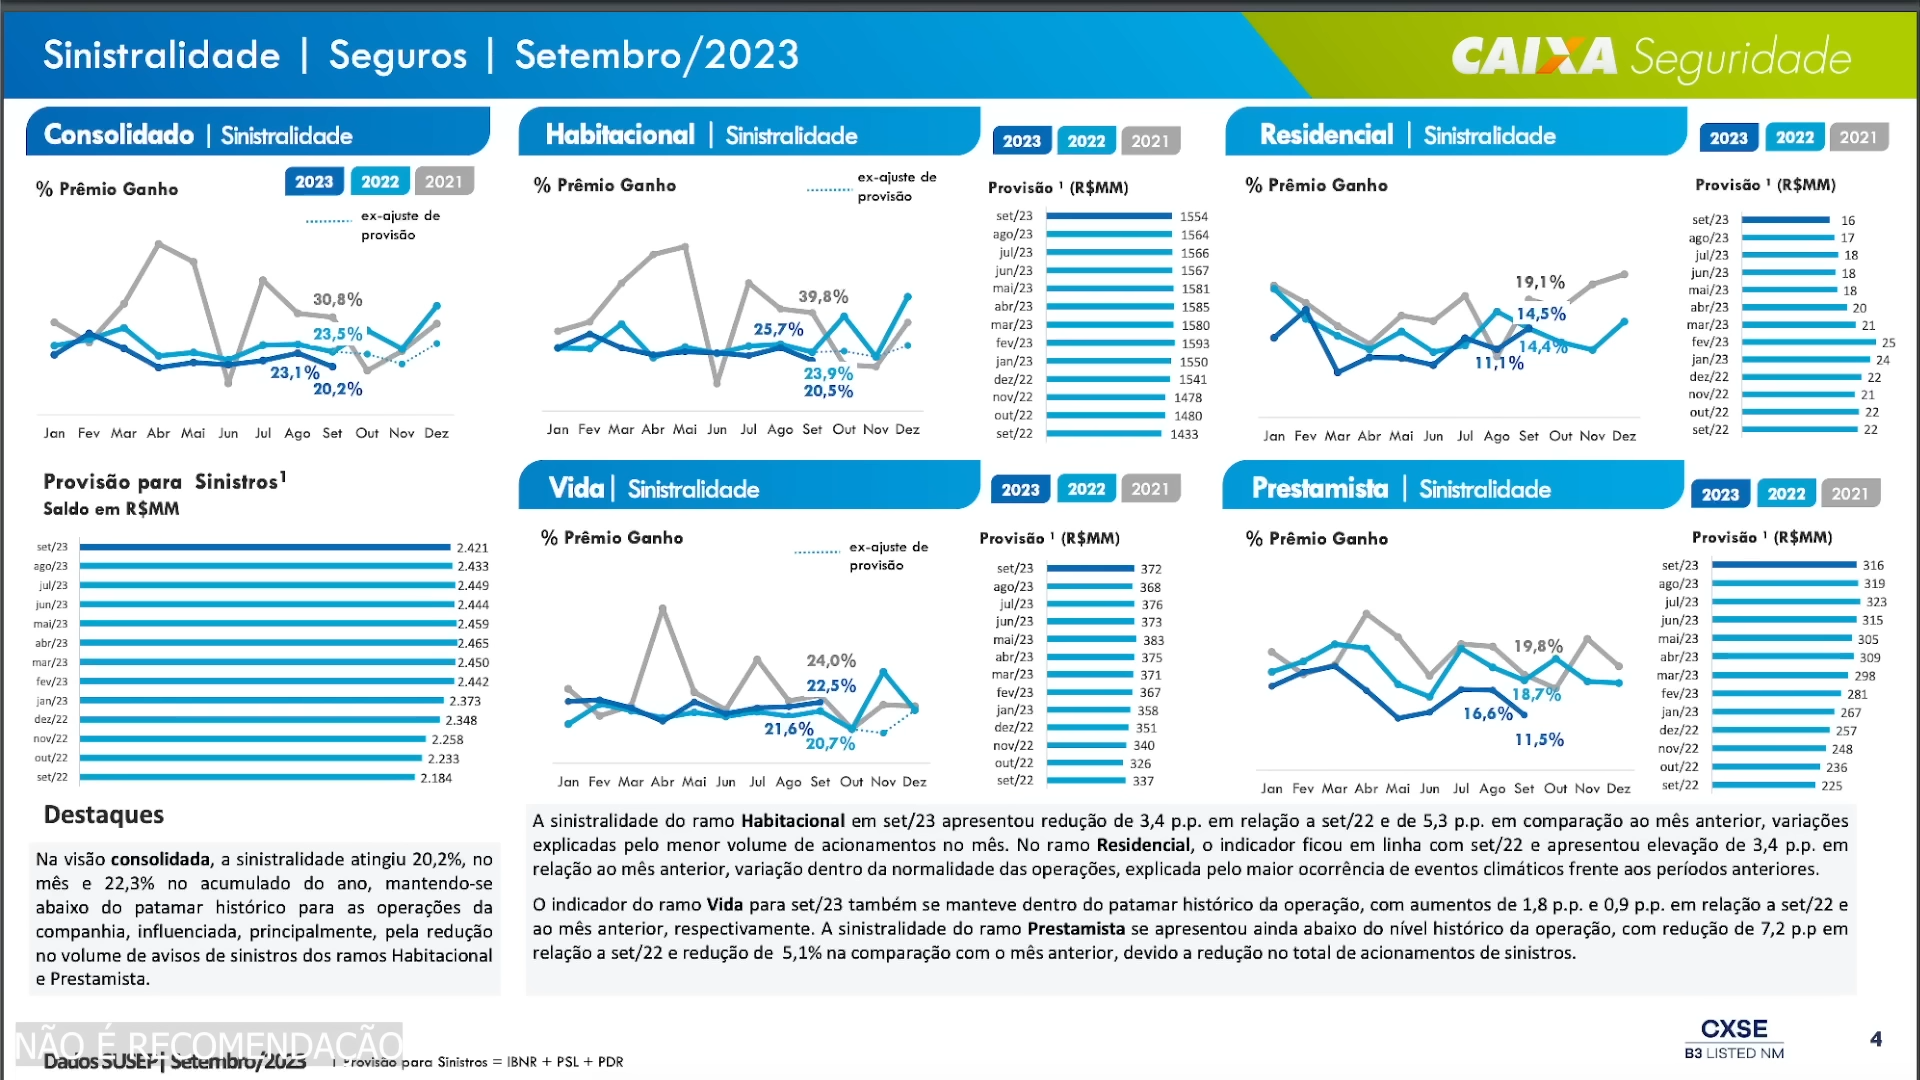 Sinistralidade | Seguros | Setembro/2023
CAIXA Seguridade
Consolidado | Sinistralidade
2023 2022 2021
% Prêmio Ganho
ex-ajuste de
provisão
30,8%
23,5%
23,1%
20,2%
Jan Fev Mar Abr Mai Jun Jul Ago Set Out Nov Dez
Provisão para Sinistros¹
Saldo em R$MM
set/23 2.421
ago/23 2.433
jul/23 2.449
jun/23 2.444
mai/23 2.459
abr/23 2.465
mar/23 2.450
fev/23 2.442
jan/23 2.373
dez/22 2.348
nov/22 2.258
out/22 2.233
set/22 2.184
Habitacional | Sinistralidade
2023 2022 2021
% Prêmio Ganho
ex-ajuste de
provisão
39,8%
25,7%
23,9%
20,5%
Jan Fev Mar Abr Mai Jun Jul Ago Set Out Nov Dez
Provisão ¹ (R$MM)
set/23 1554
ago/23 1564
jul/23 1566
jun/23 1567
mai/23 1581
abr/23 1585
mar/23 1580
fev/23 1593
jan/23 1550
dez/22 1541
nov/22 1478
out/22 1480
set/22 1433
Residencial | Sinistralidade
2023 2022 2021
% Prêmio Ganho
19,1%
14,5%
14,4%
11,1%
Jan Fev Mar Abr Mai Jun Jul Ago Set Out Nov Dez
Provisão ¹ (R$MM)
set/23 16
ago/23 17
jul/23 18
jun/23 18
mai/23 18
abr/23 20
mar/23 21
fev/23 25
jan/23 24
dez/22 22
nov/22 21
out/22 22
set/22 22
Vida | Sinistralidade
2023 2022 2021
% Prêmio Ganho
ex-ajuste de
provisão
24,0%
22,5%
21,6%
20,7%
Jan Fev Mar Abr Mai Jun Jul Ago Set Out Nov Dez
Provisão ¹ (R$MM)
set/23 372
ago/23 368
jul/23 376
jun/23 373
mai/23 383
abr/23 375
mar/23 371
fev/23 367
jan/23 358
dez/22 351
nov/22 340
out/22 326
set/22 337
Prestamista | Sinistralidade
2023 2022 2021
% Prêmio Ganho
19,8%
18,7%
16,6%
11,5%
Jan Fev Mar Abr Mai Jun Jul Ago Set Out Nov Dez
Provisão ¹ (R$MM)
set/23 316
ago/23 319
jul/23 323
jun/23 315
mai/23 305
abr/23 309
mar/23 298
fev/23 281
jan/23 267
dez/22 257
nov/22 248
out/22 236
set/22 225
Destaques
Na visão consolidada, a sinistralidade atingiu 20,2%, no
mês e 22,3% no acumulado do ano, mantendo-se
abaixo do patamar histórico para as operações da
companhia, influenciada, principalmente, pela redução
no volume de avisos de sinistros dos ramos Habitacional
e Prestamista.
A sinistralidade do ramo Habitacional em set/23 apresentou redução de 3,4 p.p. em relação a set/22 e de 5,3 p.p. em comparação ao mês anterior, variações
explicadas pelo menor volume de acionamentos no mês. No ramo Residencial, o indicador ficou em linha com set/22 e apresentou elevação de 3,4 p.p. em
relação ao mês anterior, variação dentro da normalidade das operações, explicada pelo maior ocorrência de eventos climáticos frente aos períodos anteriores.
O indicador do ramo Vida para set/23 também se manteve dentro do patamar histórico da operação, com aumentos de 1,8 p.p. e 0,9 p.p. em relação a set/22 e
ao mês anterior, respectivamente. A sinistralidade do ramo Prestamista se apresentou ainda abaixo do nível histórico da operação, com redução de 7,2 p.p em
relação a set/22 e redução de 5,1% na comparação com o mês anterior, devido a redução no total de acionamentos de sinistros.
NÃO É RECOMENDAÇÃO
Dados SUSEP | Setembro/2023
1 Provisão para Sinistros = IBNR + PSL + PDR
CXSE
B3 LISTED NM
4